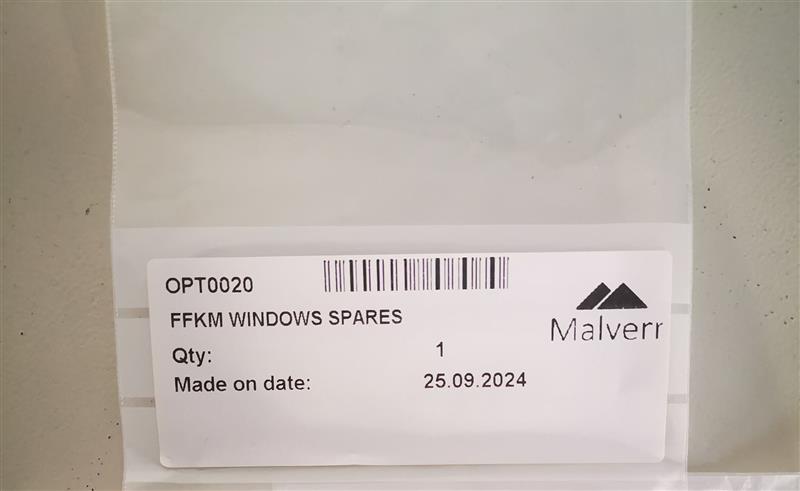 OPT0020
FFKM WINDOWS SPARES
Qty: 1
Made on date: 25.09.2024
Malverr